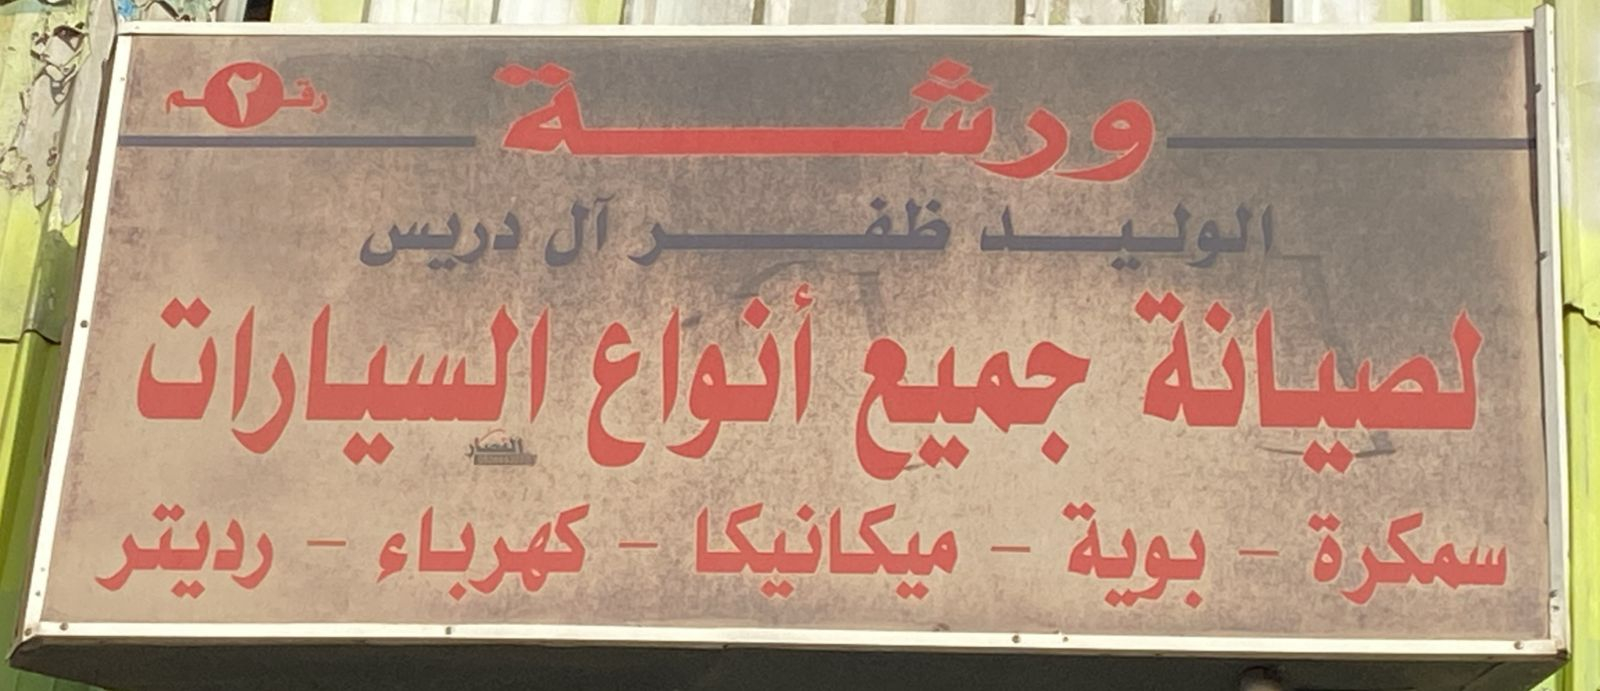 ورشة
رقم ٢
الوليد ظفر آل دريس
لصيانة جميع أنواع السيارات
سمكرة - بوية - ميكانيكا - كهرباء - رديتر